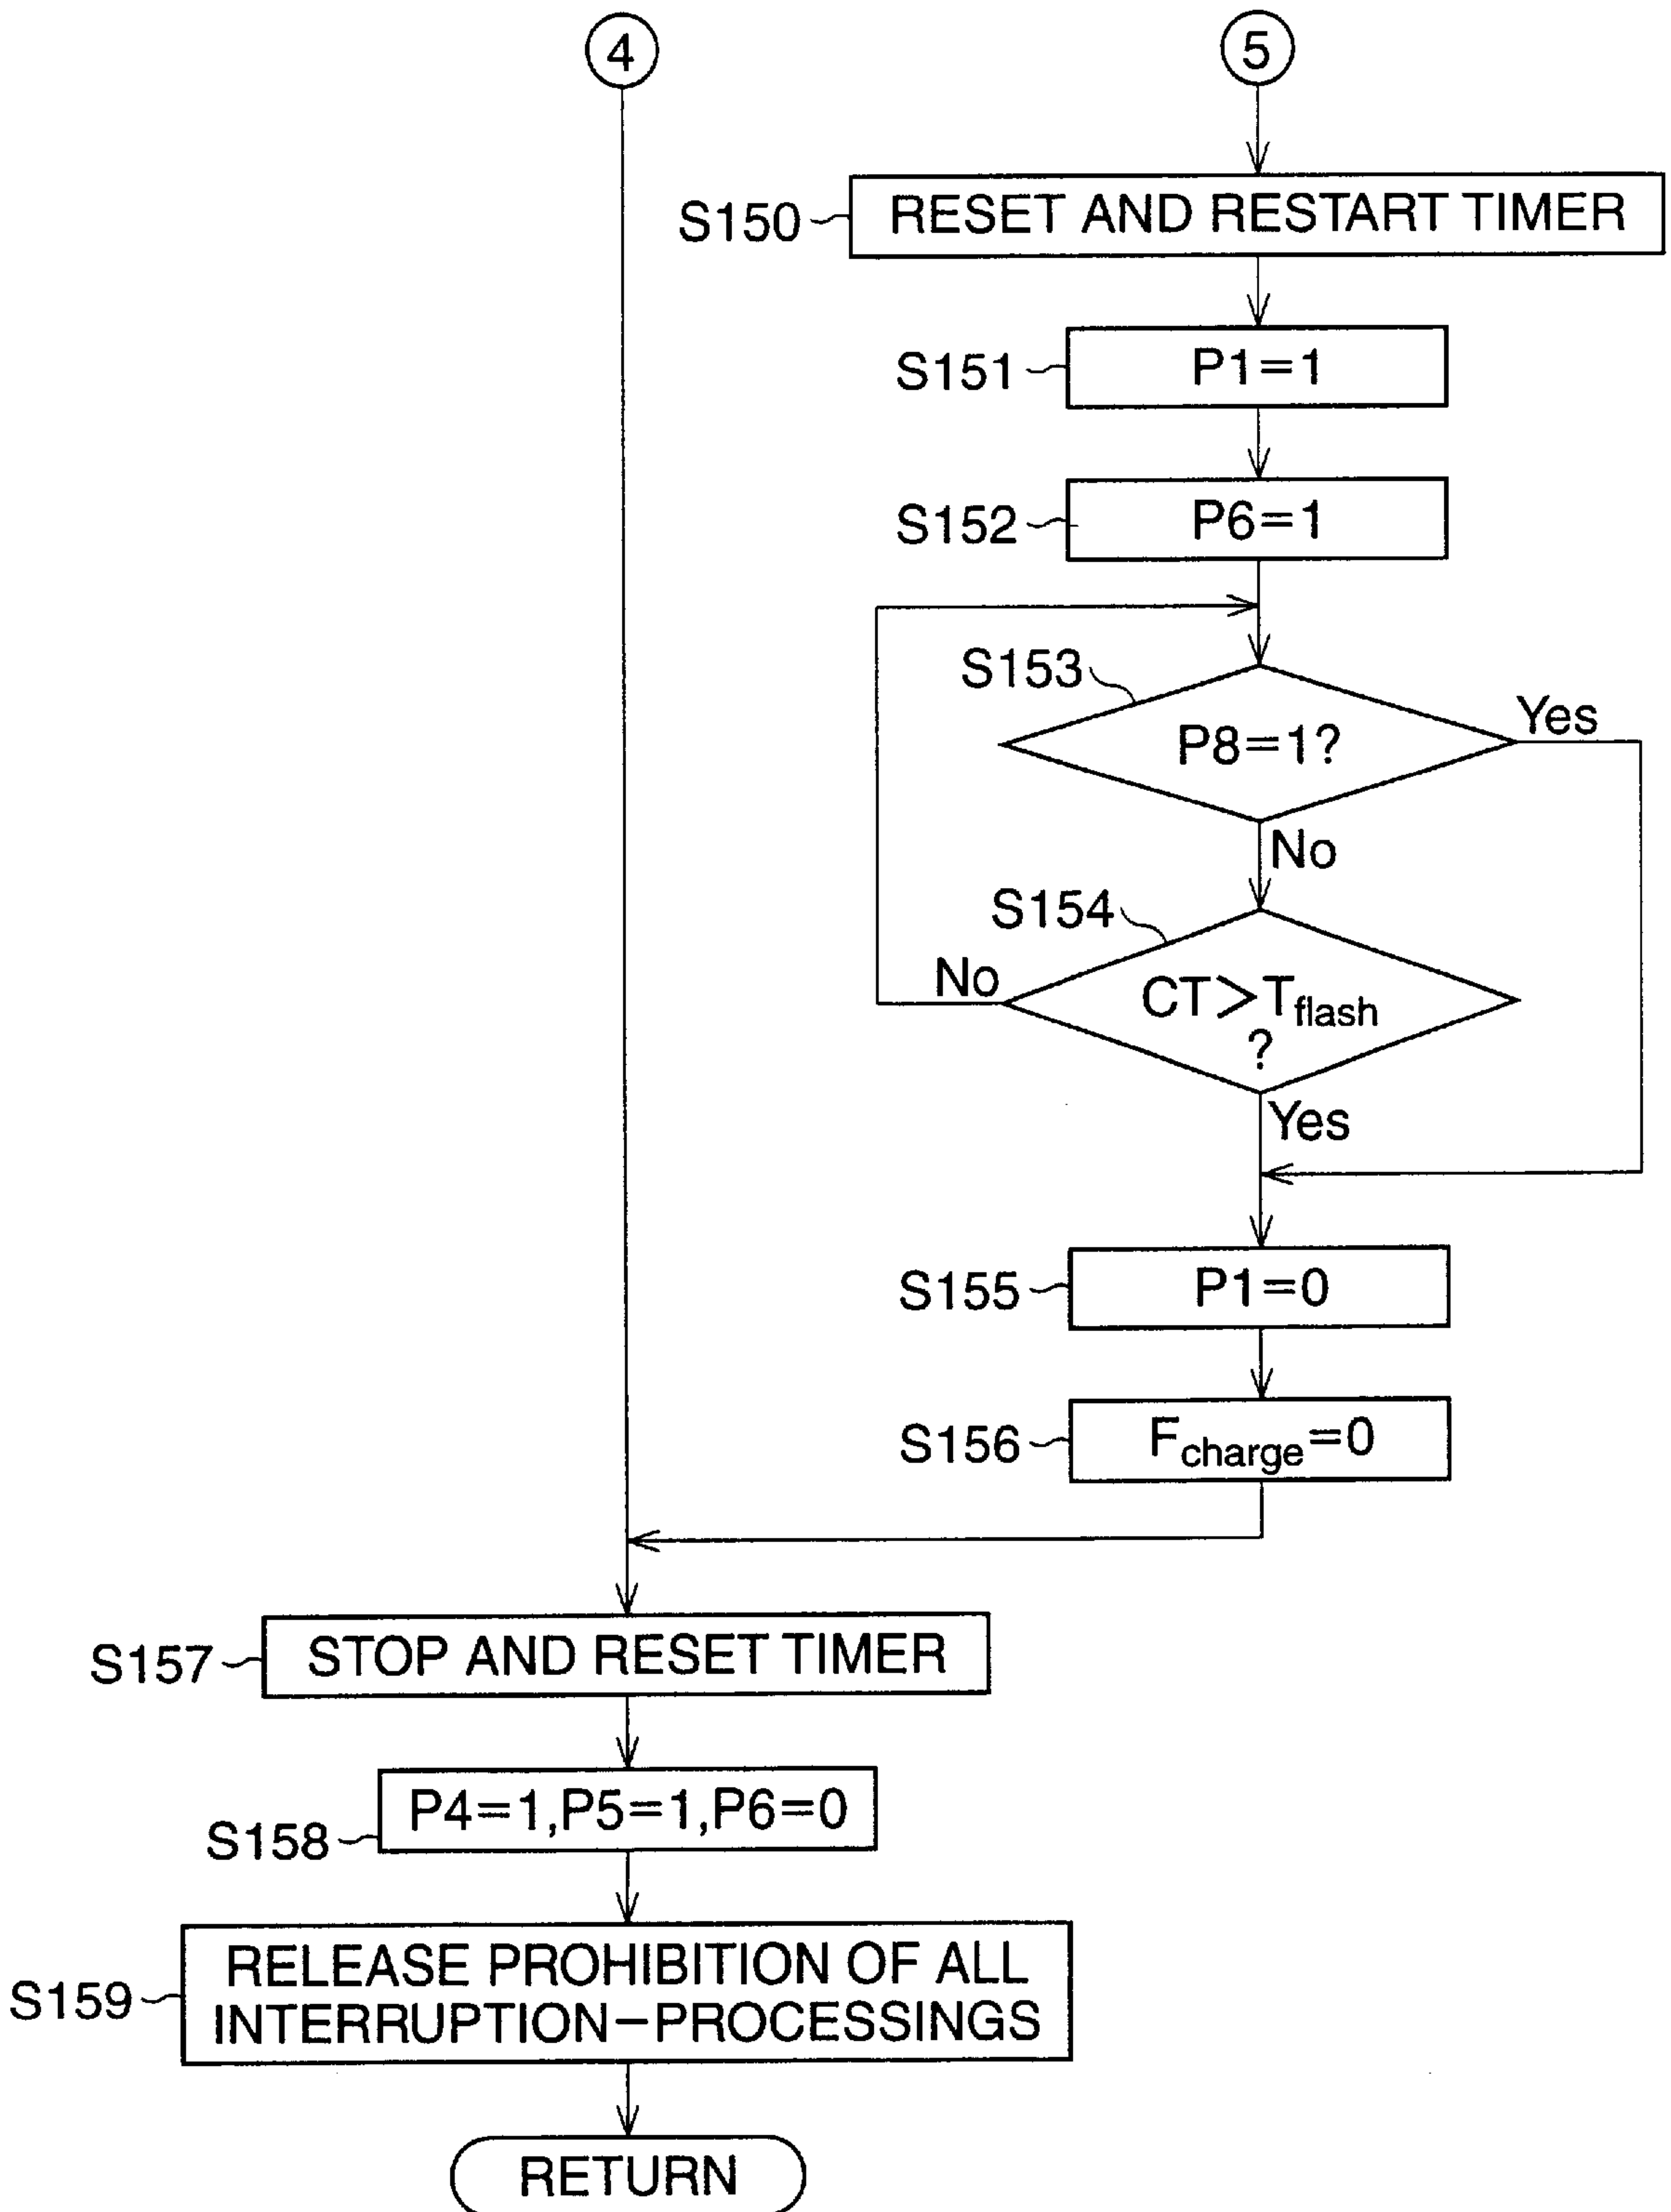 4
5
S150
RESET AND RESTART TIMER
S151
P1=1
S152
P6=1
S153
P8=1?
Yes
No
S154
CT>Tflash
?
No
Yes
S155
P1=0
S156
Fcharge=0
S157
STOP AND RESET TIMER
S158
P4=1,P5=1,P6=0
S159
RELEASE PROHIBITION OF ALL
INTERRUPTION-PROCESSINGS
RETURN